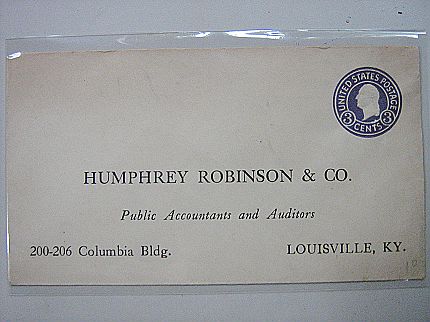 UNITED STATES POSTAGE
3 CENTS 3
HUMPHREY ROBINSON & CO.
Public Accountants and Auditors
200-206 Columbia Bldg. LOUISVILLE, KY.